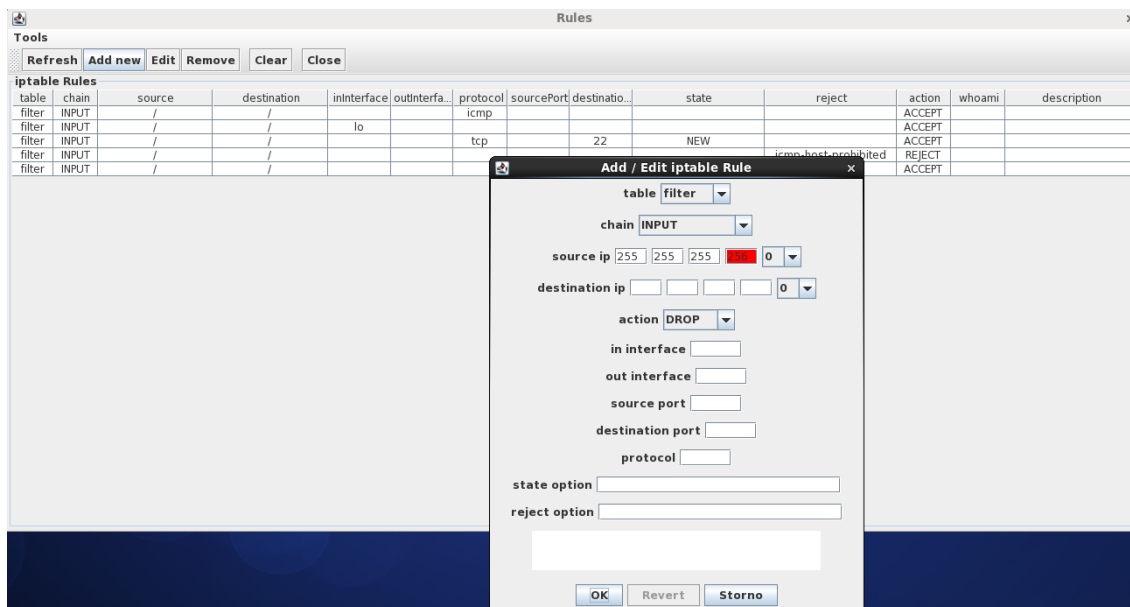 Rules
Tools
Refresh Add new Edit Remove Clear Close
iptable Rules
table chain source destination inInterface outInterfa... protocol sourcePort destinatio... state reject action whoami description
filter INPUT / / icmp ACCEPT
filter INPUT / / lo ACCEPT
filter INPUT / / tcp 22 NEW ACCEPT
filter INPUT / / icmp-host-prohibited REJECT
filter INPUT / / ACCEPT
Add / Edit iptable Rule ×
table filter
chain INPUT
source ip 255 255 255 256 0
destination ip 0
action DROP
in interface
out interface
source port
destination port
protocol
state option
reject option
OK Revert Storno